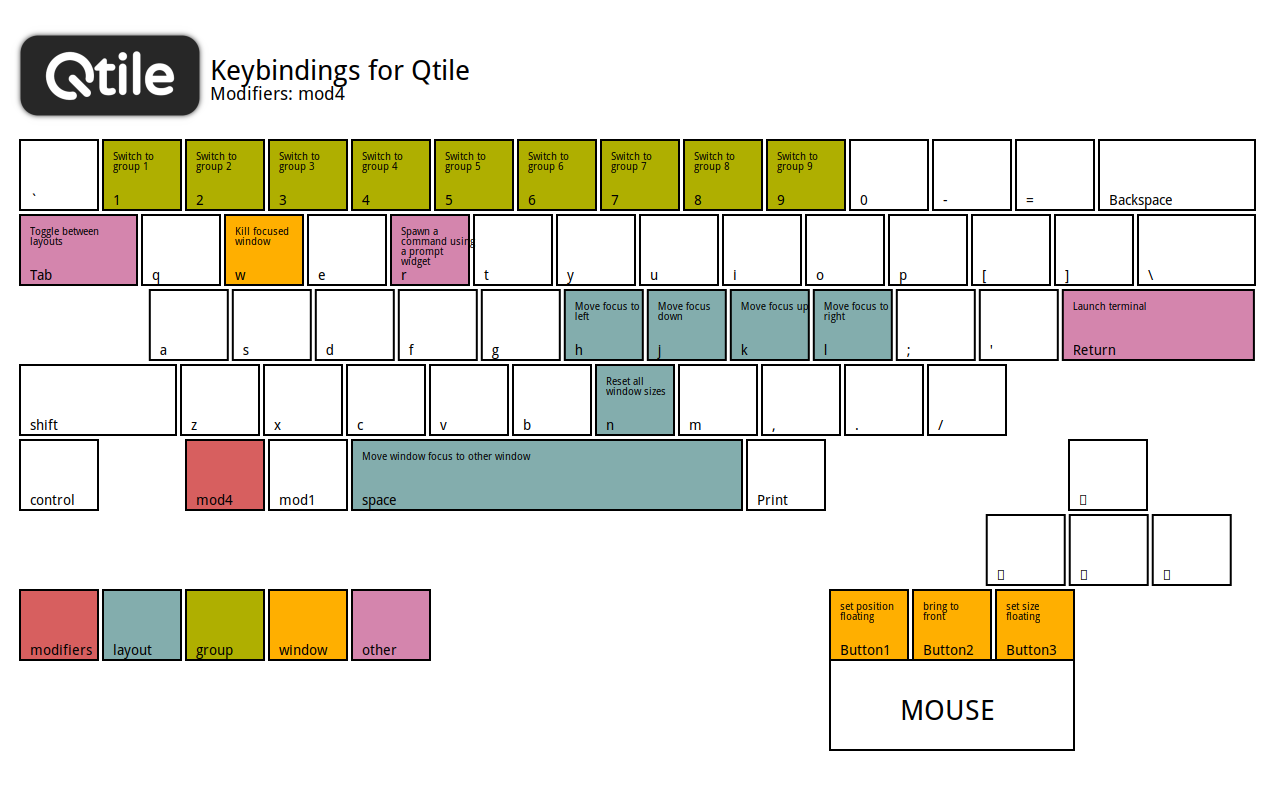 Qtile
Keybindings for Qtile
Modifiers: mod4
`
Switch to
group 1
1
Switch to
group 2
2
Switch to
group 3
3
Switch to
group 4
4
Switch to
group 5
5
Switch to
group 6
6
Switch to
group 7
7
Switch to
group 8
8
Switch to
group 9
9
0
-
=
Backspace
Toggle between
layouts
Tab
q
Kill focused
window
w
e
Spawn a
command using
a prompt
widget
r
t
y
u
i
o
p
[
]
\
a
s
d
f
g
Move focus to
left
h
Move focus
down
j
Move focus up
k
Move focus to
right
l
;
'
Launch terminal
Return
shift
z
x
c
v
b
Reset all
window sizes
n
m
,
.
/
control
mod4
mod1
Move window focus to other window
space
Print
modifiers
layout
group
window
other
set position
floating
Button1
bring to
front
Button2
set size
floating
Button3
MOUSE